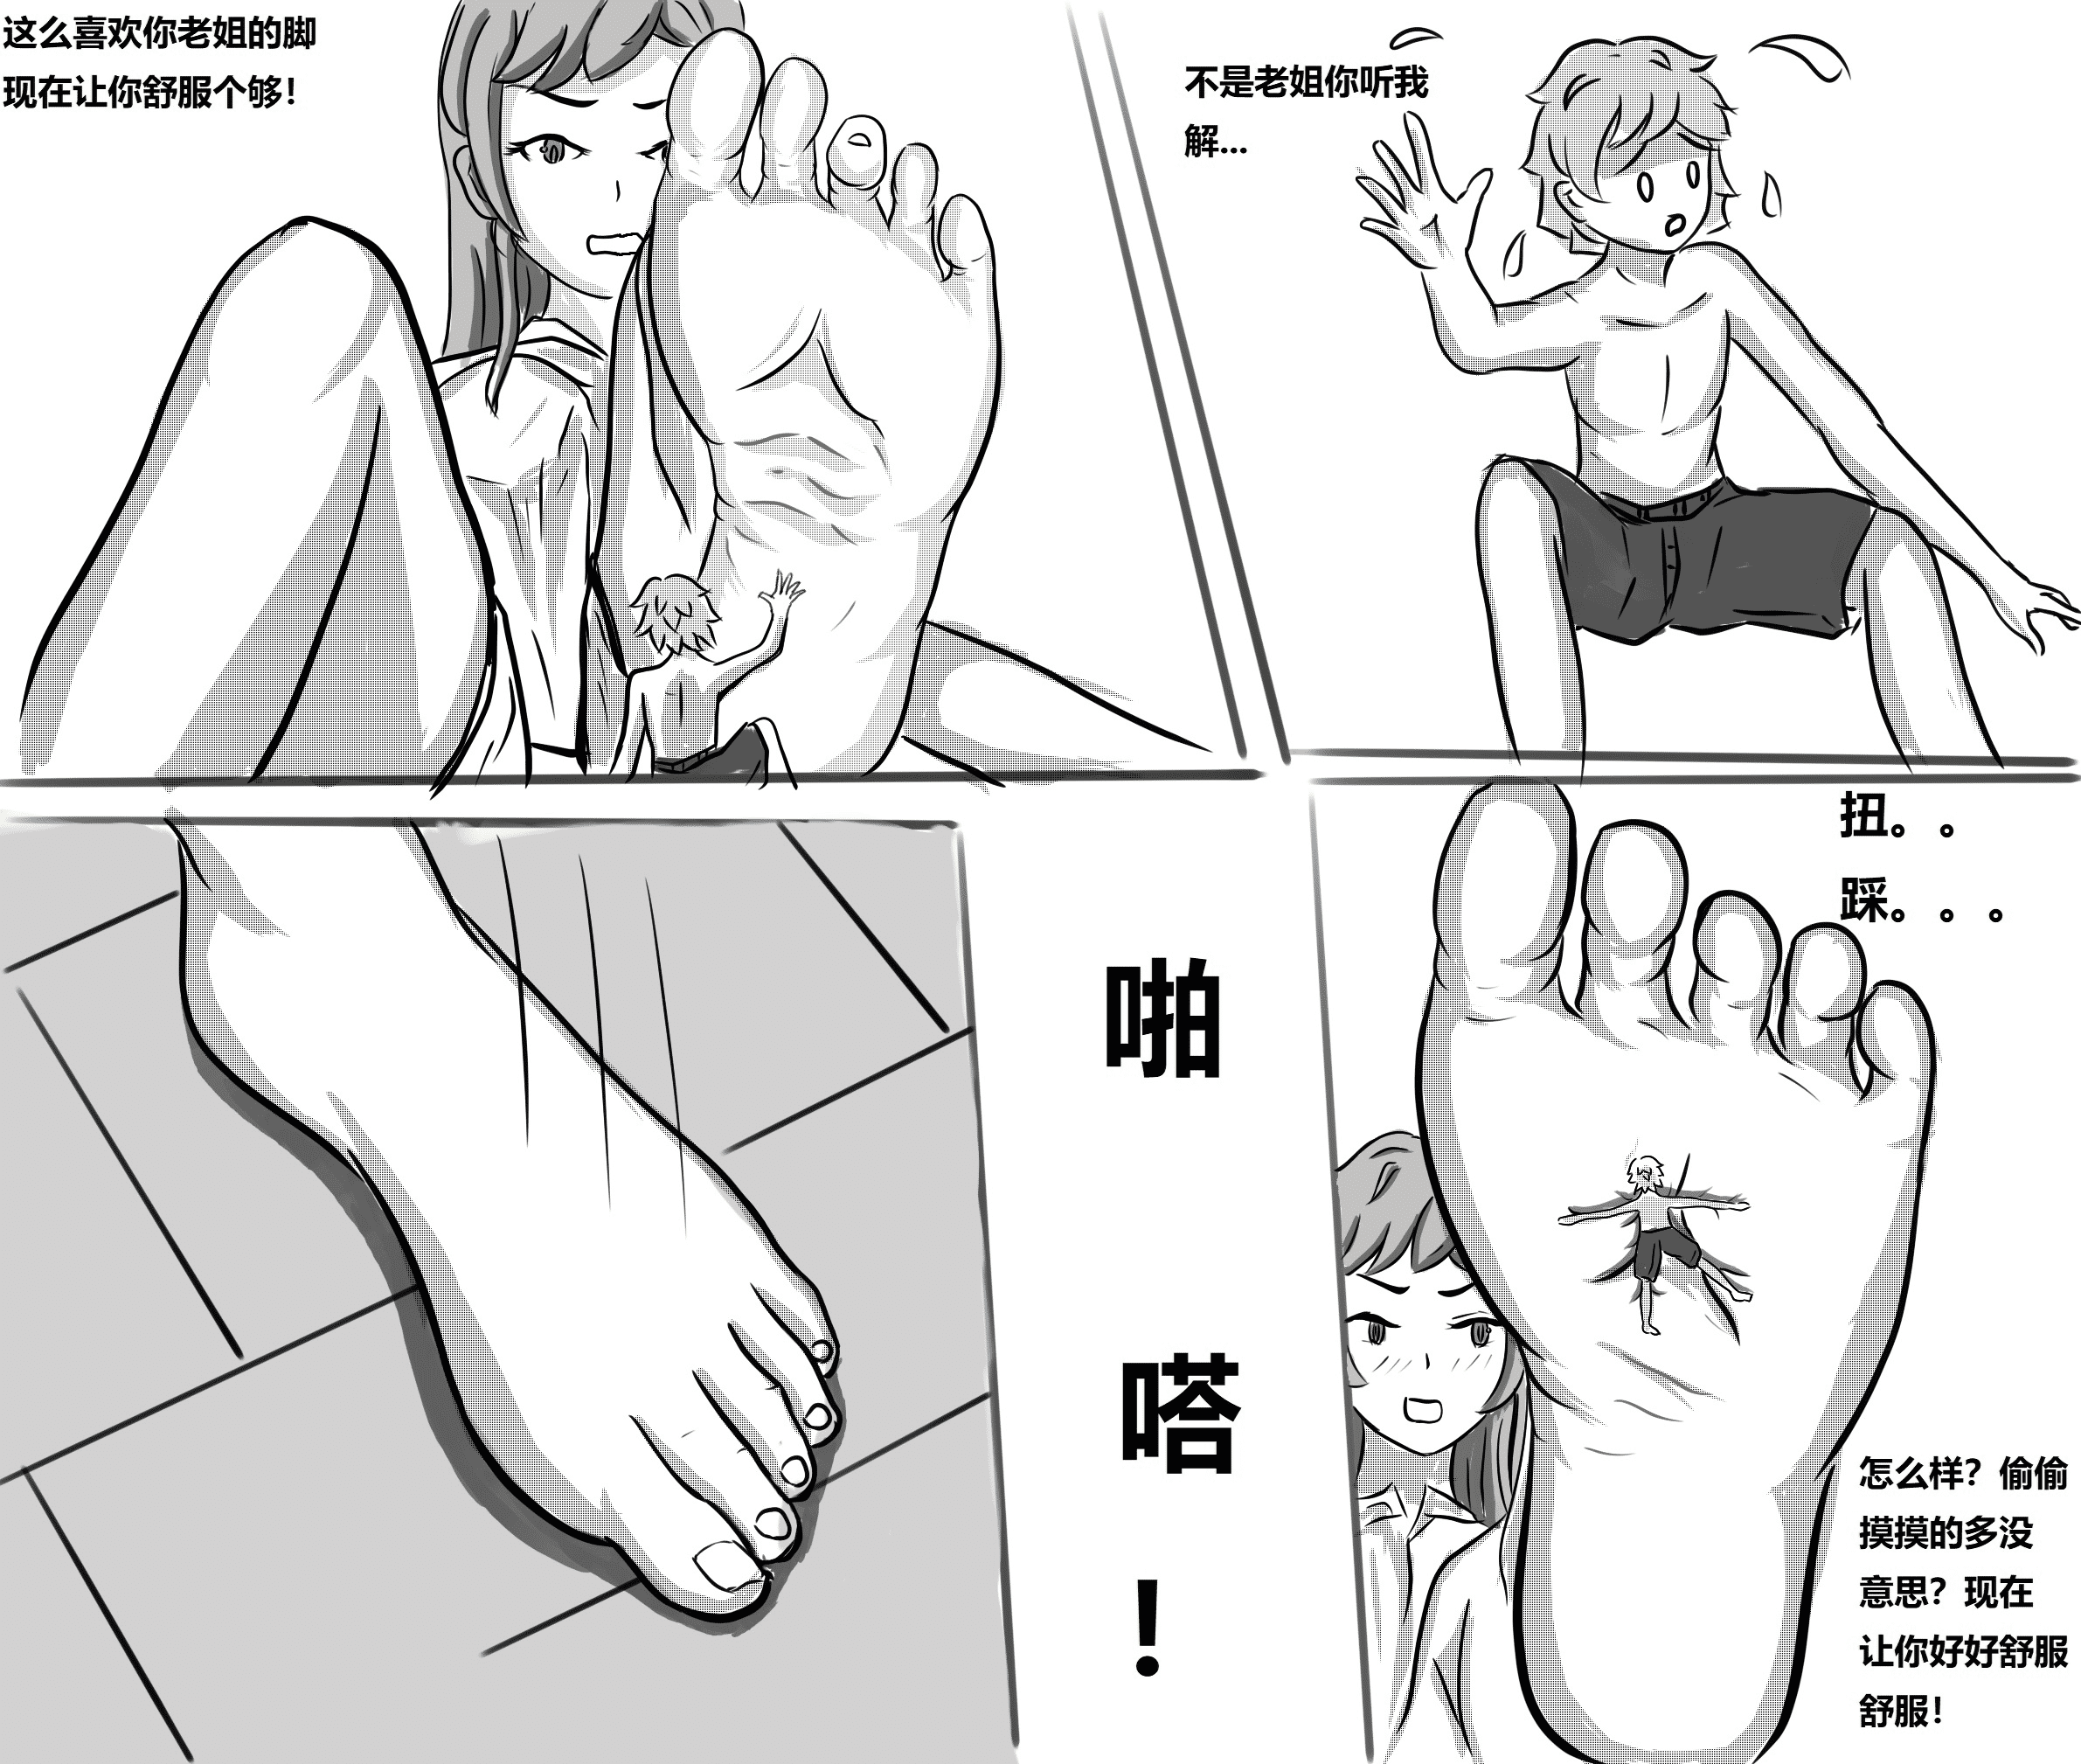 这么喜欢你老姐的脚
现在让你舒服个够！
不是老姐你听我
解...
啪
嗒
！
扭。。
踩。。。
怎么样？偷偷
摸摸的多没
意思？现在
让你好好舒服
舒服！